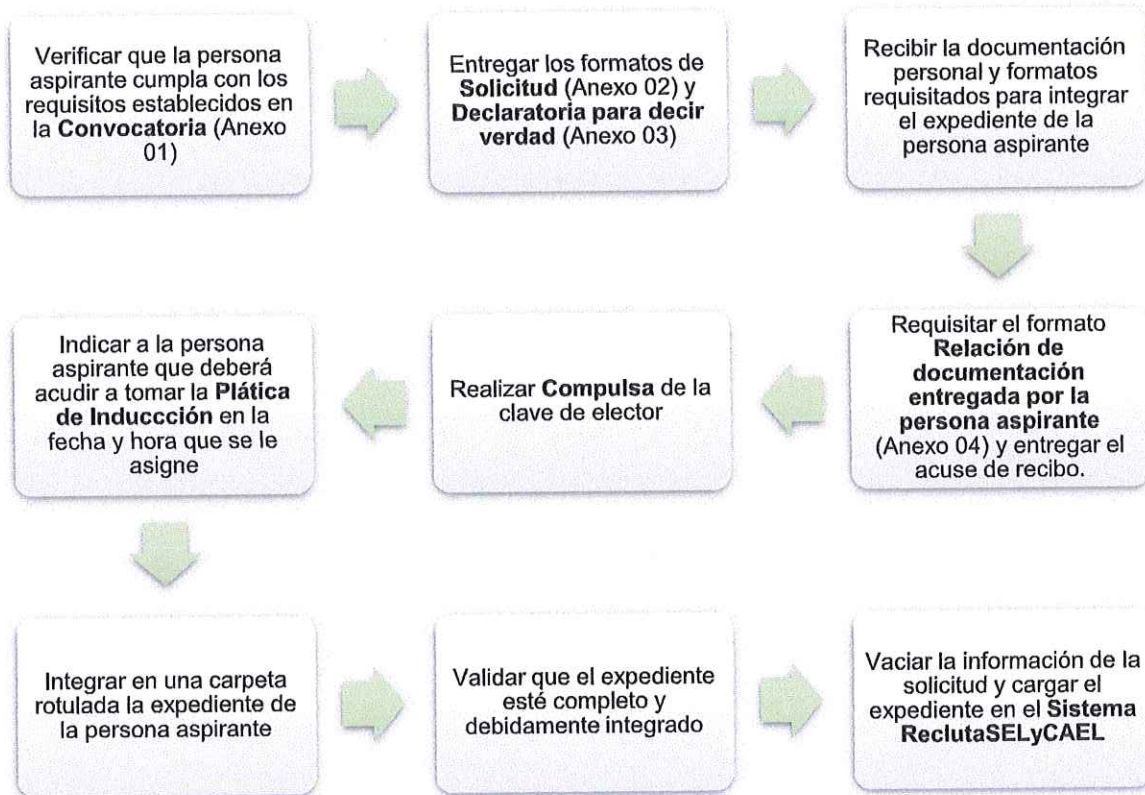 Verificar que la persona
aspirante cumpla con los
requisitos establecidos en
la Convocatoria (Anexo
01)
Entregar los formatos de
Solicitud (Anexo 02) y
Declaratoria para decir
verdad (Anexo 03)
Recibir la documentación
personal y formatos
requisitados para integrar
el expediente de la
persona aspirante
Requisitar el formato
Relación de
documentación
entregada por la
persona aspirante
(Anexo 04) y entregar el
acuse de recibo.
Realizar Compulsa de la
clave de elector
Indicar a la persona
aspirante que deberá
acudir a tomar la Plática
de Induccción en la
fecha y hora que se le
asigne
Integrar en una carpeta
rotulada la expediente de
la persona aspirante
Validar que el expediente
esté completo y
debidamente integrado
Vaciar la información de la
solicitud y cargar el
expediente en el Sistema
ReclutaSELyCAEL